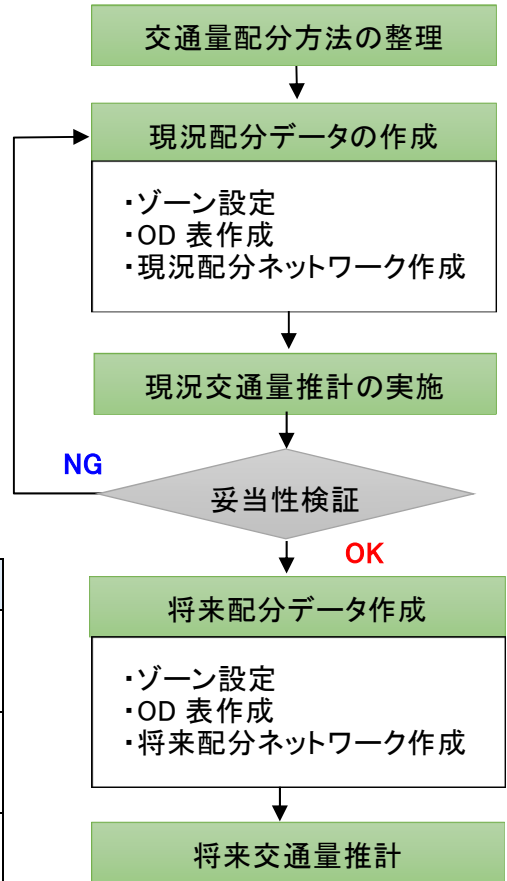 交通量配分方法の整理
現況配分データの作成
・ゾーン設定
・OD 表作成
・現況配分ネットワーク作成
現況交通量推計の実施
NG
妥当性検証
OK
将来配分データ作成
・ゾーン設定
・OD 表作成
・将来配分ネットワーク作成
将来交通量推計